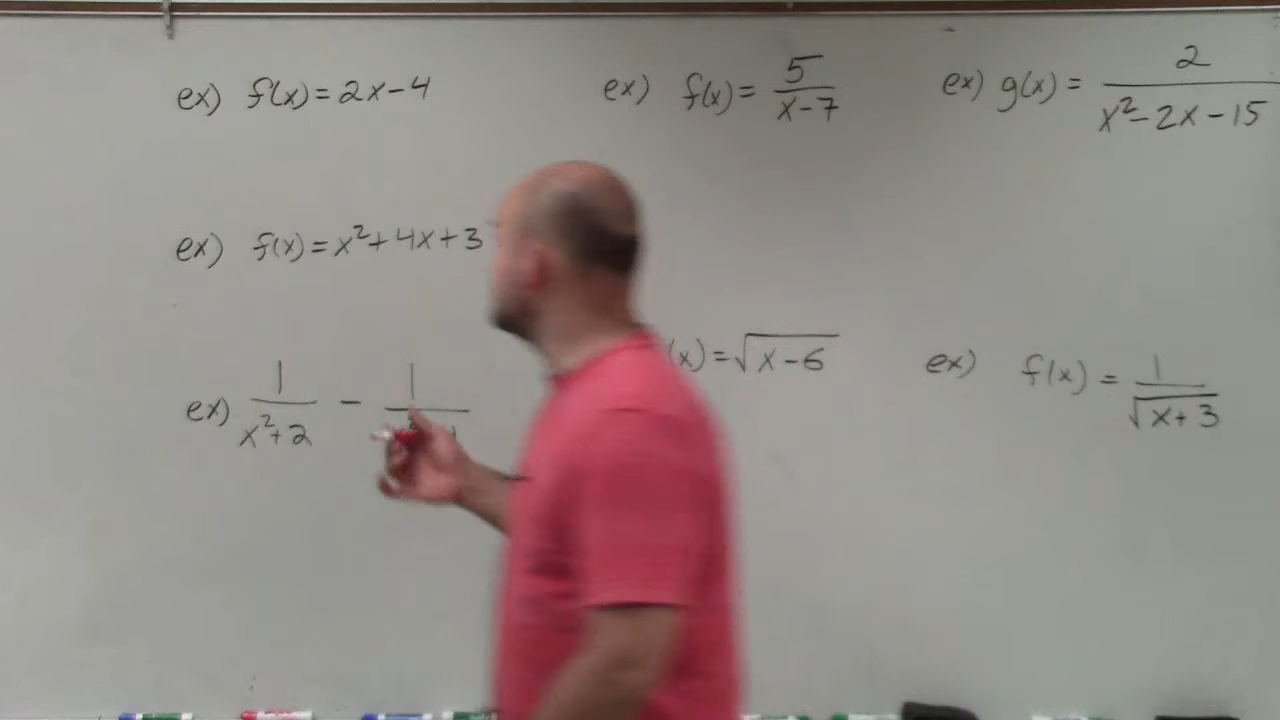 ex) f(x) = 2x - 4
ex) f(x) = 5/(x - 7)
ex) g(x) = 2/(x² - 2x - 15)
ex) f(x) = x² + 4x + 3
(x) = √(x - 6)
ex) f(x) = 1/√(x + 3)
ex) 1/(x² + 2) - 1